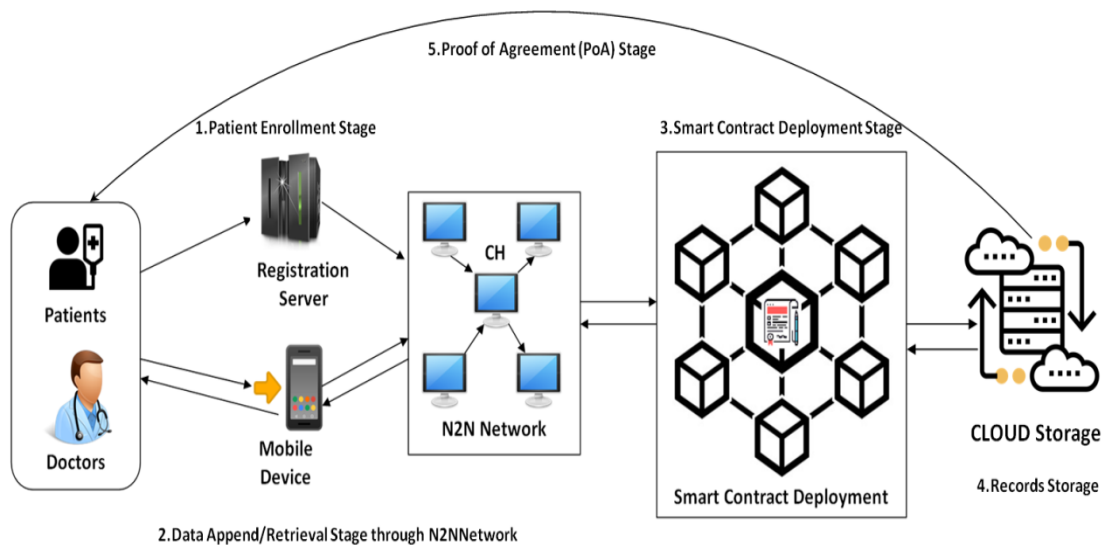 5.Proof of Agreement (PoA) Stage
1.Patient Enrollment Stage
3.Smart Contract Deployment Stage
CH
Registration
Server
Patients
N2N Network
Mobile
Device
Doctors
CLOUD Storage
4.Records Storage
Smart Contract Deployment
2.Data Append/Retrieval Stage through N2NNetwork